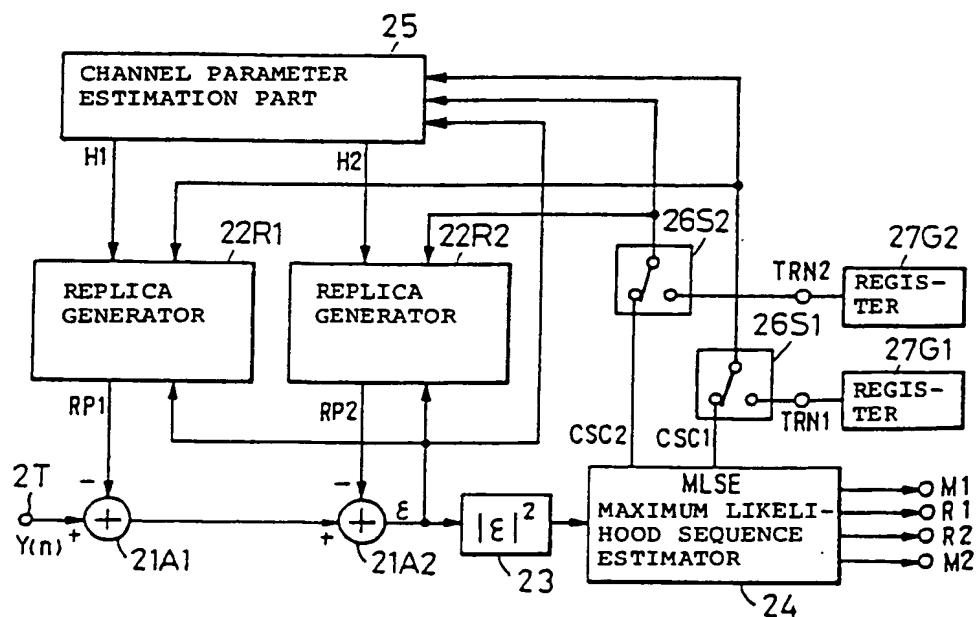 25
CHANNEL PARAMETER
ESTIMATION PART
H1
H2
22R1
22R2
26S2
27G2
REPLICA
GENERATOR
REPLICA
GENERATOR
TRN2
REGIS-
TER
26S1
27G1
REGIS-
TER
TRN1
RP1
RP2
CSC2
CSC1
2T
Y(n)
+
-
+
21A1
+
-
+
21A2
ε
|ε|²
23
MLSE
MAXIMUM LIKELI-
HOOD SEQUENCE
ESTIMATOR
24
M1
R1
R2
M2